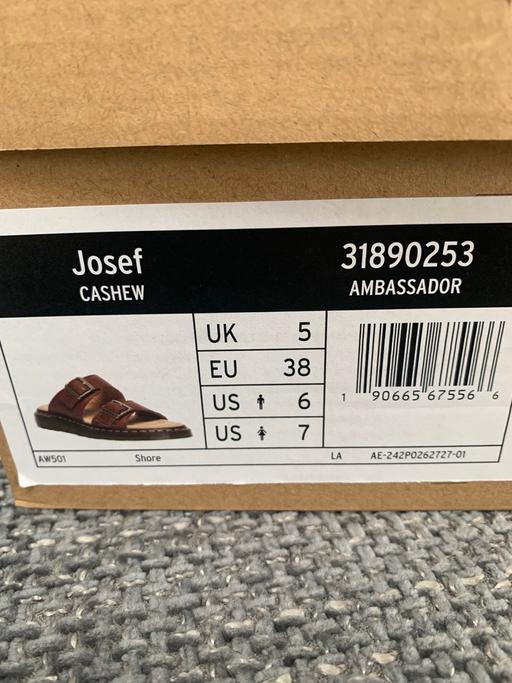 Josef
CASHEW
31890253
AMBASSADOR
UK 5
EU 38
US 6
US 7
1 90665 67556 6
AW501 Shore LA AE-242P0262727-01